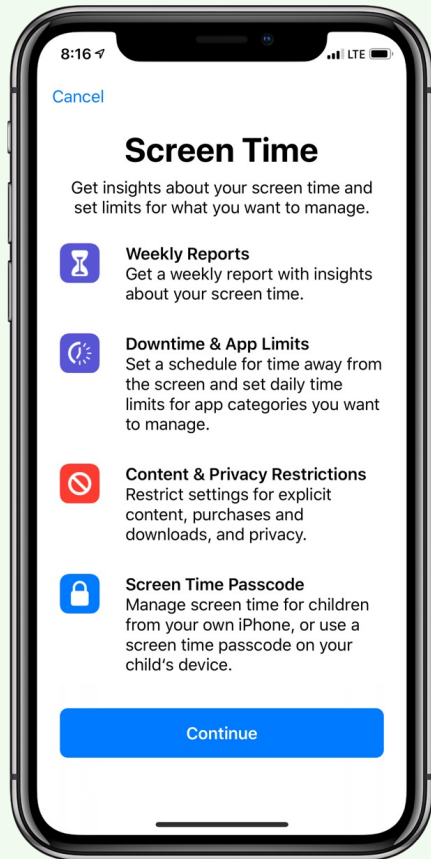 8:16
LTE
Cancel
Screen Time
Get insights about your screen time and
set limits for what you want to manage.
Weekly Reports
Get a weekly report with insights
about your screen time.
Downtime & App Limits
Set a schedule for time away from
the screen and set daily time
limits for app categories you want
to manage.
Content & Privacy Restrictions
Restrict settings for explicit
content, purchases and
downloads, and privacy.
Screen Time Passcode
Manage screen time for children
from your own iPhone, or use a
screen time passcode on your
child's device.
Continue